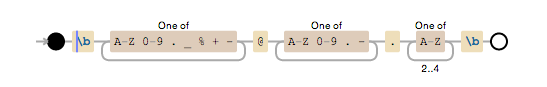 One of One of One of
\b A-Z 0-9 . _ % + - @ A-Z 0-9 . - . A-Z \b
2..4